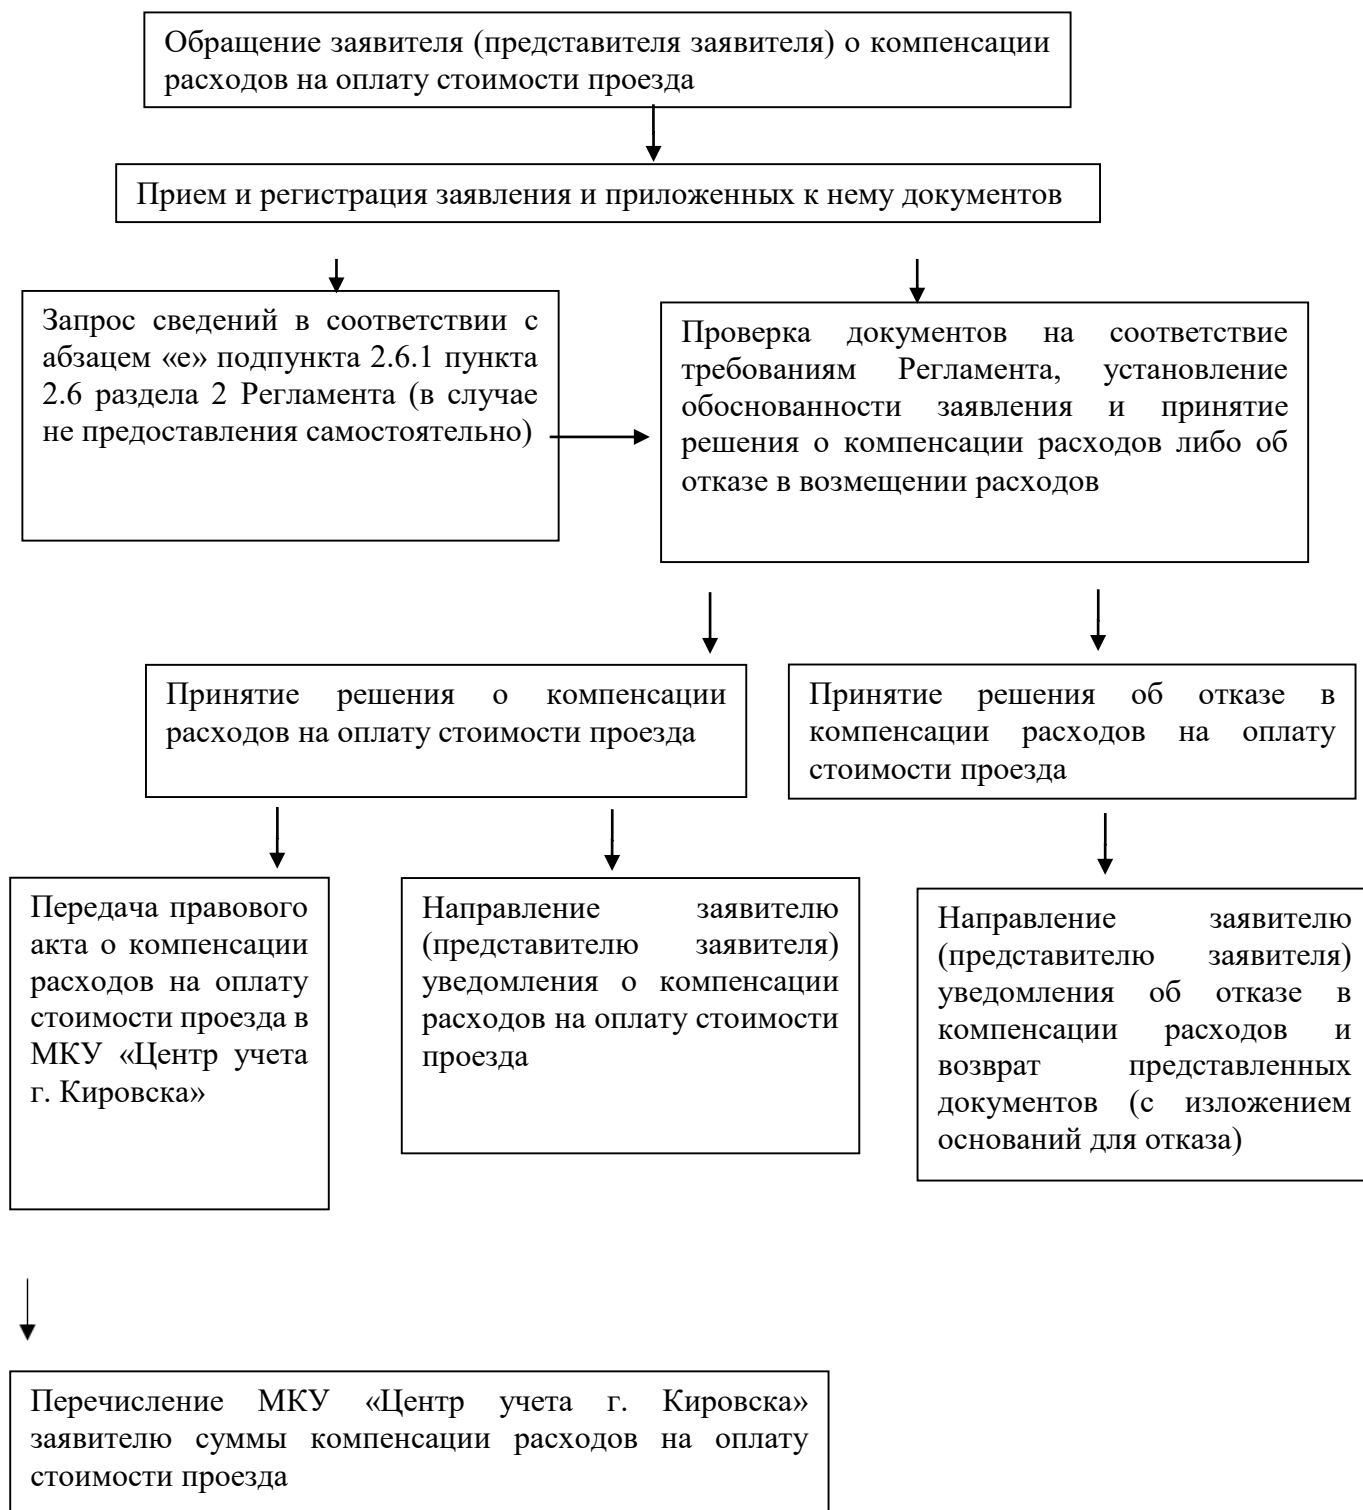 Обращение заявителя (представителя заявителя) о компенсации
расходов на оплату стоимости проезда
Прием и регистрация заявления и приложенных к нему документов
Запрос сведений в соответствии с
абзацем «е» подпункта 2.6.1 пункта
2.6 раздела 2 Регламента (в случае
не предоставления самостоятельно)
Проверка документов на соответствие
требованиям Регламента, установление
обоснованности заявления и принятие
решения о компенсации расходов либо об
отказе в возмещении расходов
Принятие решения о компенсации
расходов на оплату стоимости проезда
Принятие решения об отказе в
компенсации расходов на оплату
стоимости проезда
Передача правового
акта о компенсации
расходов на оплату
стоимости проезда в
МКУ «Центр учета
г. Кировска»
Направление заявителю
(представителю заявителя)
уведомления о компенсации
расходов на оплату стоимости
проезда
Направление заявителю
(представителю заявителя)
уведомления об отказе в
компенсации расходов и
возврат представленных
документов (с изложением
оснований для отказа)
Перечисление МКУ «Центр учета г. Кировска»
заявителю суммы компенсации расходов на оплату
стоимости проезда